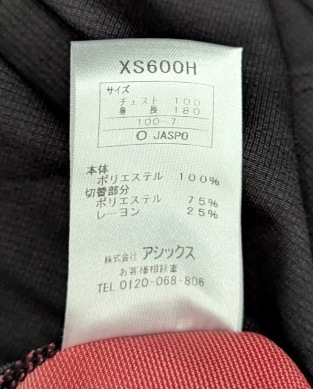 XS600H
サイズ
チェスト 100
身 長 180
100-7
O JASPO
本体
ポリエステル 100%
切替部分
ポリエステル 75%
レーヨン 25%
株式会社 アシックス
お客様相談室
TEL 0120-068-806